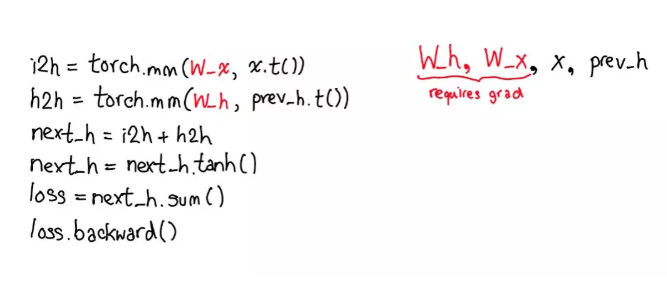 i2h = torch.mm(W_x, x.t())
h2h = torch.mm(W_h, prev_h.t())
next_h = i2h + h2h
next_h = next_h.tanh()
loss = next_h.sum()
loss.backward()
W_h, W_x, x, prev_h
requires grad